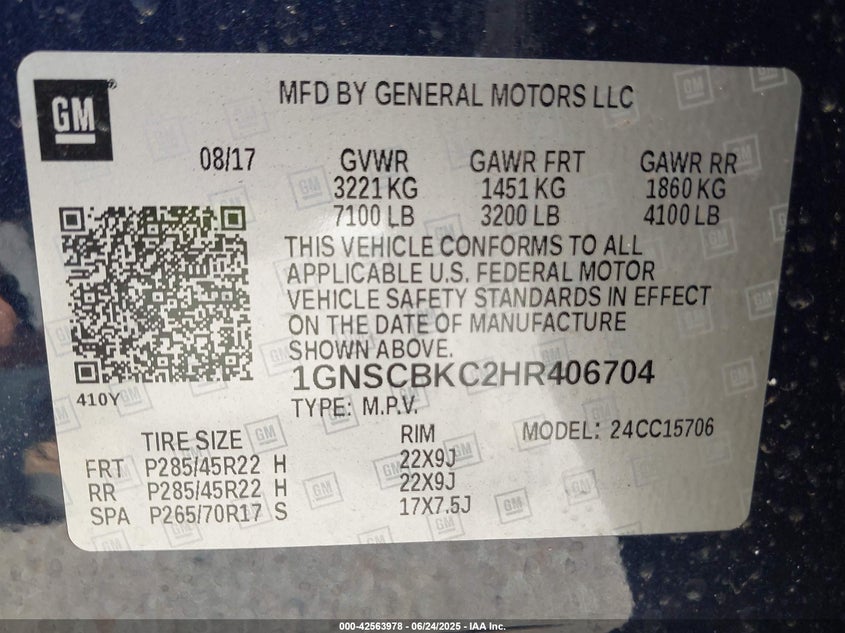 GM
MFD BY GENERAL MOTORS LLC
08/17 GVWR GAWR FRT GAWR RR
3221 KG 1451 KG 1860 KG
7100 LB 3200 LB 4100 LB
THIS VEHICLE CONFORMS TO ALL
APPLICABLE U.S. FEDERAL MOTOR
VEHICLE SAFETY STANDARDS IN EFFECT
ON THE DATE OF MANUFACTURE
SHOWN ABOVE.
1GNSCBKC2HR406704
410Y
TYPE: M.P.V.
TIRE SIZE RIM MODEL: 24CC15706
FRT P285/45R22 H 22X9J
RR P285/45R22 H 22X9J
SPA P265/70R17 S 17X7.5J
000-42563978 - 06/24/2025 - IAA Inc.